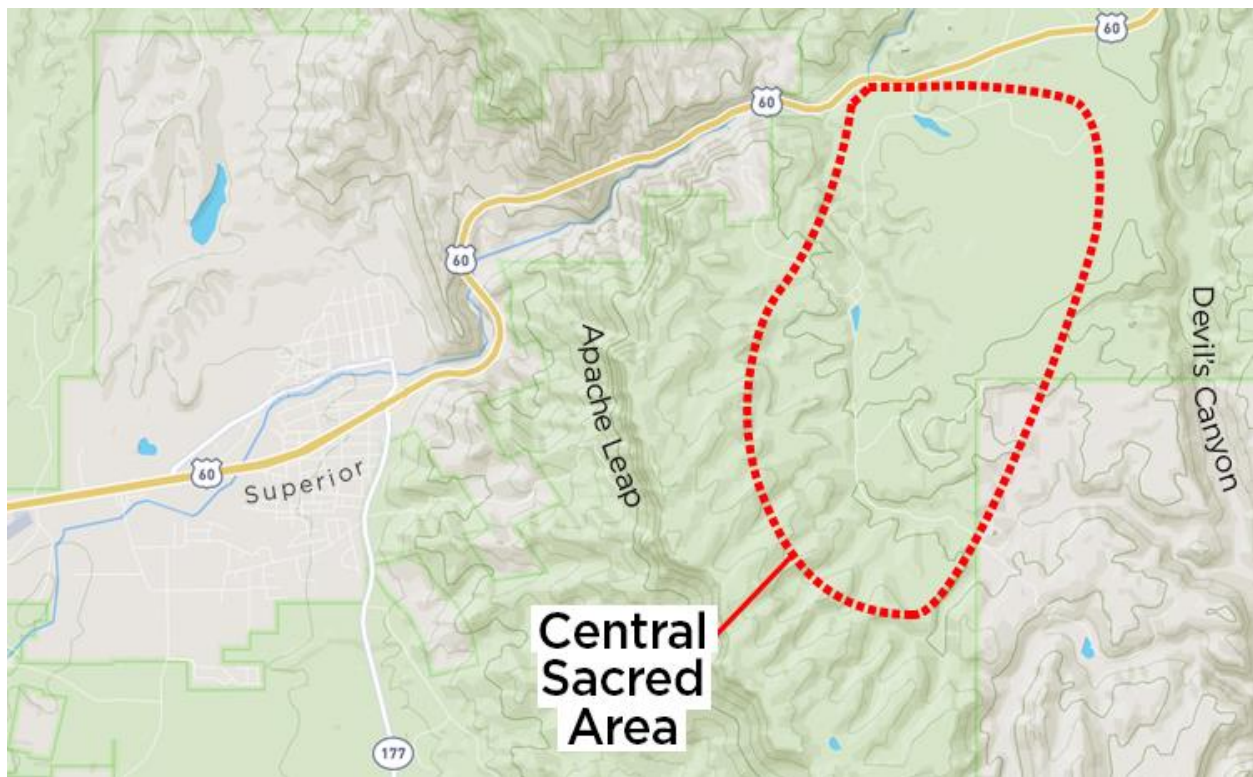 60
60
60
Apache Leap
Devil's Canyon
60
Superior
Central
Sacred
Area
177